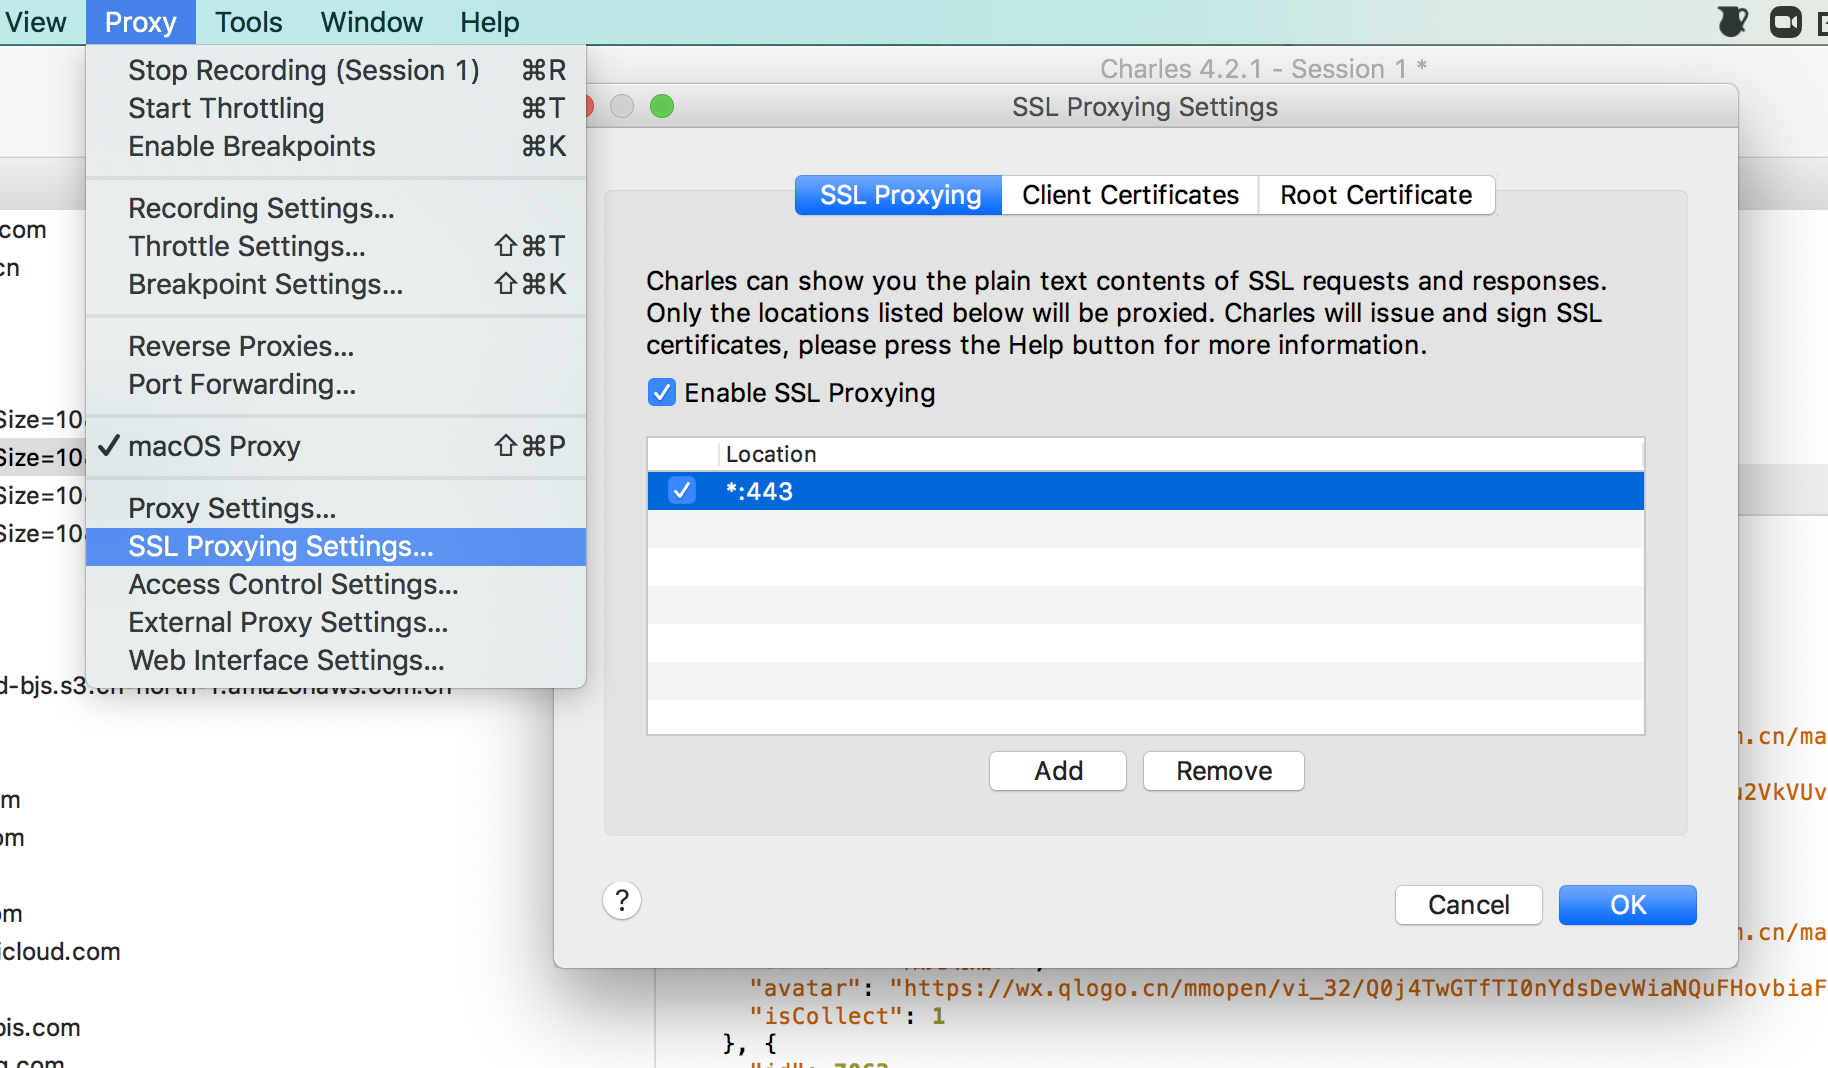 View Proxy Tools Window Help
Charles 4.2.1 - Session 1 *
Stop Recording (Session 1) ⌘R
Start Throttling ⌘T
Enable Breakpoints ⌘K
Recording Settings...
Throttle Settings... ⇧⌘T
Breakpoint Settings... ⇧⌘K
Reverse Proxies...
Port Forwarding...
✓ macOS Proxy ⇧⌘P
Proxy Settings...
SSL Proxying Settings...
Access Control Settings...
External Proxy Settings...
Web Interface Settings...
.com
cn
Size=10
Size=10
Size=10
Size=10
d-bjs.s3.cn-north-1.amazonaws.com.cn
m
om
om
icloud.com
ois.com
g.com
SSL Proxying Settings
SSL Proxying Client Certificates Root Certificate
Charles can show you the plain text contents of SSL requests and responses.
Only the locations listed below will be proxied. Charles will issue and sign SSL
certificates, please press the Help button for more information.
Enable SSL Proxying
Location
*:443
Add Remove
? Cancel OK
.cn/ma
2VkVUv
.cn/ma
"avatar": "https://wx.qlogo.cn/mmopen/vi_32/Q0j4TwGTfTI0nYdsDevWiaNQuFHovbiaF
"isCollect": 1
}, {
"id": 7062